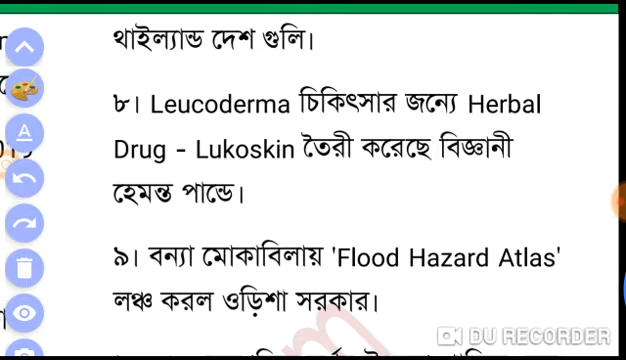 থাইল্যান্ড দেশ গুলি।
৮। Leucoderma চিকিৎসার জন্যে Herbal
Drug - Lukoskin তৈরী করেছে বিজ্ঞানী
হেমন্ত পান্ডে।
৯। বন্যা মোকাবিলায় 'Flood Hazard Atlas'
লঞ্চ করল ওড়িশা সরকার।
DU RECORDER